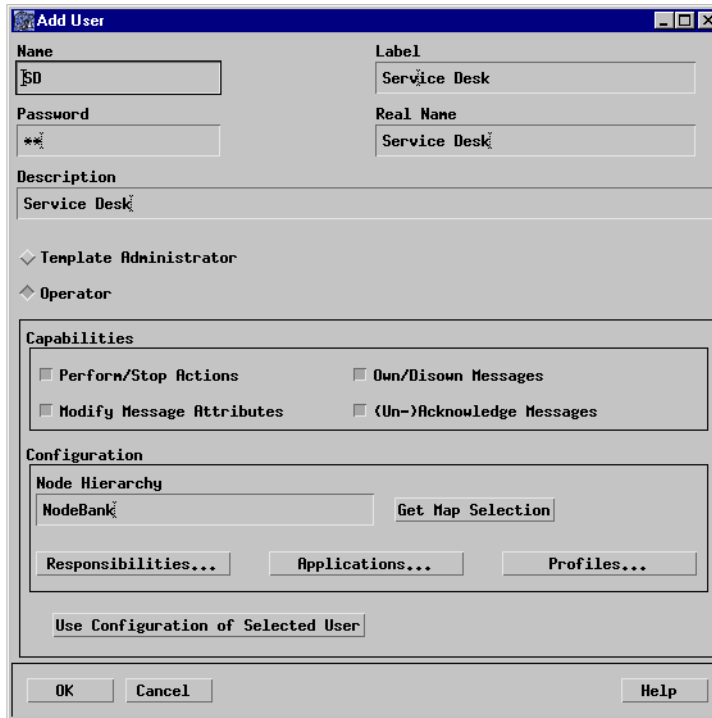 Add User
Name Label
SD Service Desk
Password Real Name
** Service Desk
Description
Service Desk
Template Administrator
Operator
Capabilities
Perform/Stop Actions Own/Disown Messages
Modify Message Attributes (Un-)Acknowledge Messages
Configuration
Node Hierarchy
NodeBank Get Map Selection
Responsibilities... Applications... Profiles...
Use Configuration of Selected User
OK Cancel Help